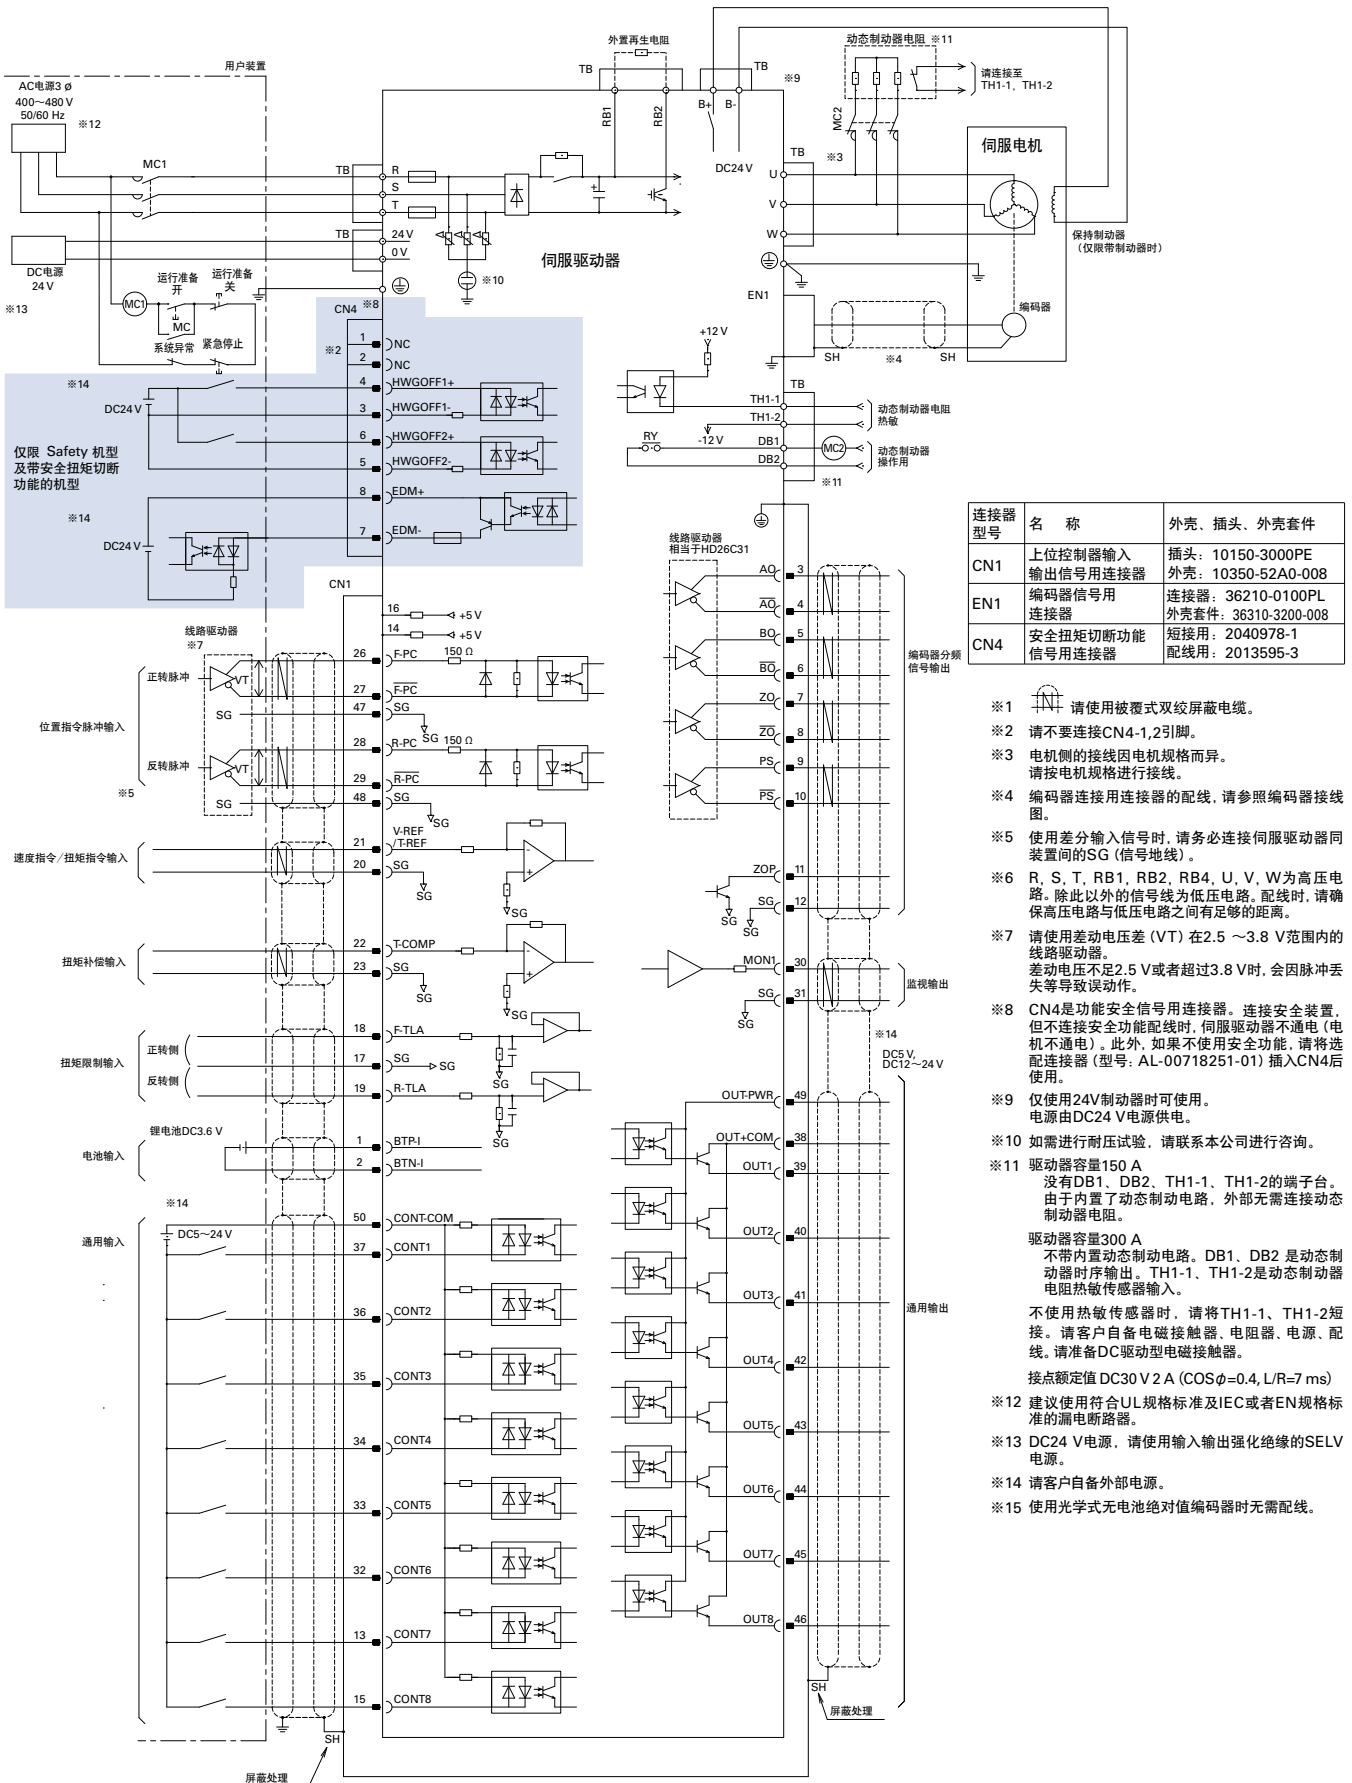 外置再生电阻
TB
TB
※9
RB1
RB2
B+
B-
DC24 V
动态制动器电阻 ※11
请连接至
TH1-1，TH1-2
MC2
用户装置
AC电源3 ø
400～480 V
50/60 Hz
※12
MC1
TB
R
S
T
TB
24 V
0 V
DC电源
24 V
※13
运行准备
开
运行准备
关
MC1
MC
系统异常
紧急停止
※10
伺服驱动器
TB
※3
U
V
W
伺服电机
保持制动器
（仅限带制动器时）
EN1
编码器
SH
※4
SH
CN4
※8
※2
1
NC
2
NC
※14
DC24 V
4
HWGOFF1+
3
HWGOFF1-
6
HWGOFF2+
5
HWGOFF2-
仅限 Safety 机型
及带安全扭矩切断
功能的机型
※14
DC24 V
8
EDM+
7
EDM-
+12 V
TB
TH1-1
TH1-2
-12 V
动态制动器电阻
热敏
RY
DB1
MC2
DB2
动态制动器
操作用
※11
CN1
16
+5 V
14
+5 V
线路驱动器
※7
正转脉冲
VT
26
F-PC
150 Ω
27
F-PC
SG
47
SG
SG
位置指令脉冲输入
反转脉冲
VT
28
R-PC
150 Ω
29
R-PC
※5
SG
48
SG
SG
速度指令/扭矩指令输入
21
V-REF
/T-REF
20
SG
SG
SG
扭矩补偿输入
22
T-COMP
23
SG
SG
SG
扭矩限制输入
正转侧
反转侧
18
F-TLA
17
SG
SG
SG
19
R-TLA
SG
锂电池DC3.6 V
电池输入
1
BTP-I
2
BTN-I
※14
通用输入
DC5～24 V
50
CONT-COM
37
CONT1
36
CONT2
35
CONT3
34
CONT4
33
CONT5
32
CONT6
13
CONT7
15
CONT8
SH
屏蔽处理
线路驱动器
相当于HD26C31
AO
3
AO
4
BO
5
BO
6
ZO
7
ZO
8
PS
9
PS
10
编码器分频
信号输出
ZOP
11
SG
SG
12
SG
MON1
30
SG
31
SG
监视输出
※14
DC5 V,
DC12～24 V
OUT-PWR
49
OUT+COM
38
OUT1
39
OUT2
40
OUT3
41
OUT4
42
OUT5
43
OUT6
44
OUT7
45
OUT8
46
通用输出
SH
屏蔽处理
连接器
型号
名 称
外壳、插头、外壳套件
CN1
上位控制器输入
输出信号用连接器
插头：10150-3000PE
外壳：10350-52A0-008
EN1
编码器信号用
连接器
连接器：36210-0100PL
外壳套件：36310-3200-008
CN4
安全扭矩切断功能
信号用连接器
短接用：2040978-1
配线用：2013595-3
※1 请使用被覆式双绞屏蔽电缆。
※2 请不要连接CN4-1,2引脚。
※3 电机侧的接线因电机规格而异。
请按电机规格进行接线。
※4 编码器连接用连接器的配线，请参照编码器接线
图。
※5 使用差分输入信号时，请务必连接伺服驱动器同
装置间的SG（信号地线）。
※6 R, S, T, RB1, RB2, RB4, U, V, W为高压电
路。除此以外的信号线为低压电路。配线时，请确
保高压电路与低压电路之间有足够的距离。
※7 请使用差动电压差（VT）在2.5 ～3.8 V范围内的
线路驱动器。
差动电压不足2.5 V或者超过3.8 V时，会因脉冲丢
失等导致误动作。
※8 CN4是功能安全信号用连接器。连接安全装置，
但不连接安全功能配线时，伺服驱动器不通电（电
机不通电）。此外，如果不使用安全功能，请将选
配连接器（型号：AL-00718251-01）插入CN4后
使用。
※9 仅使用24V制动器时可使用。
电源由DC24 V电源供电。
※10 如需进行耐压试验，请联系本公司进行咨询。
※11 驱动器容量150 A
没有DB1、DB2、TH1-1、TH1-2的端子台。
由于内置了动态制动电路，外部无需连接动态
制动器电阻。
驱动器容量300 A
不带内置动态制动电路。DB1、DB2 是动态制
动器时序输出。TH1-1、TH1-2是动态制动器
电阻热敏传感器输入。
不使用热敏传感器时，请将TH1-1、TH1-2短
接。请客户自备电磁接触器、电阻器、电源、配
线。请准备DC驱动型电磁接触器。
接点额定值 DC30 V 2 A (COSφ=0.4, L/R=7 ms)
※12 建议使用符合UL规格标准及IEC或者EN规格标
准的漏电断路器。
※13 DC24 V电源，请使用输入输出强化绝缘的SELV
电源。
※14 请客户自备外部电源。
※15 使用光学式无电池绝对值编码器时无需配线。